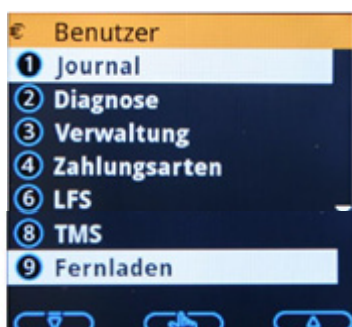 € Benutzer
1 Journal
2 Diagnose
3 Verwaltung
4 Zahlungsarten
6 LFS
8 TMS
9 Fernladen